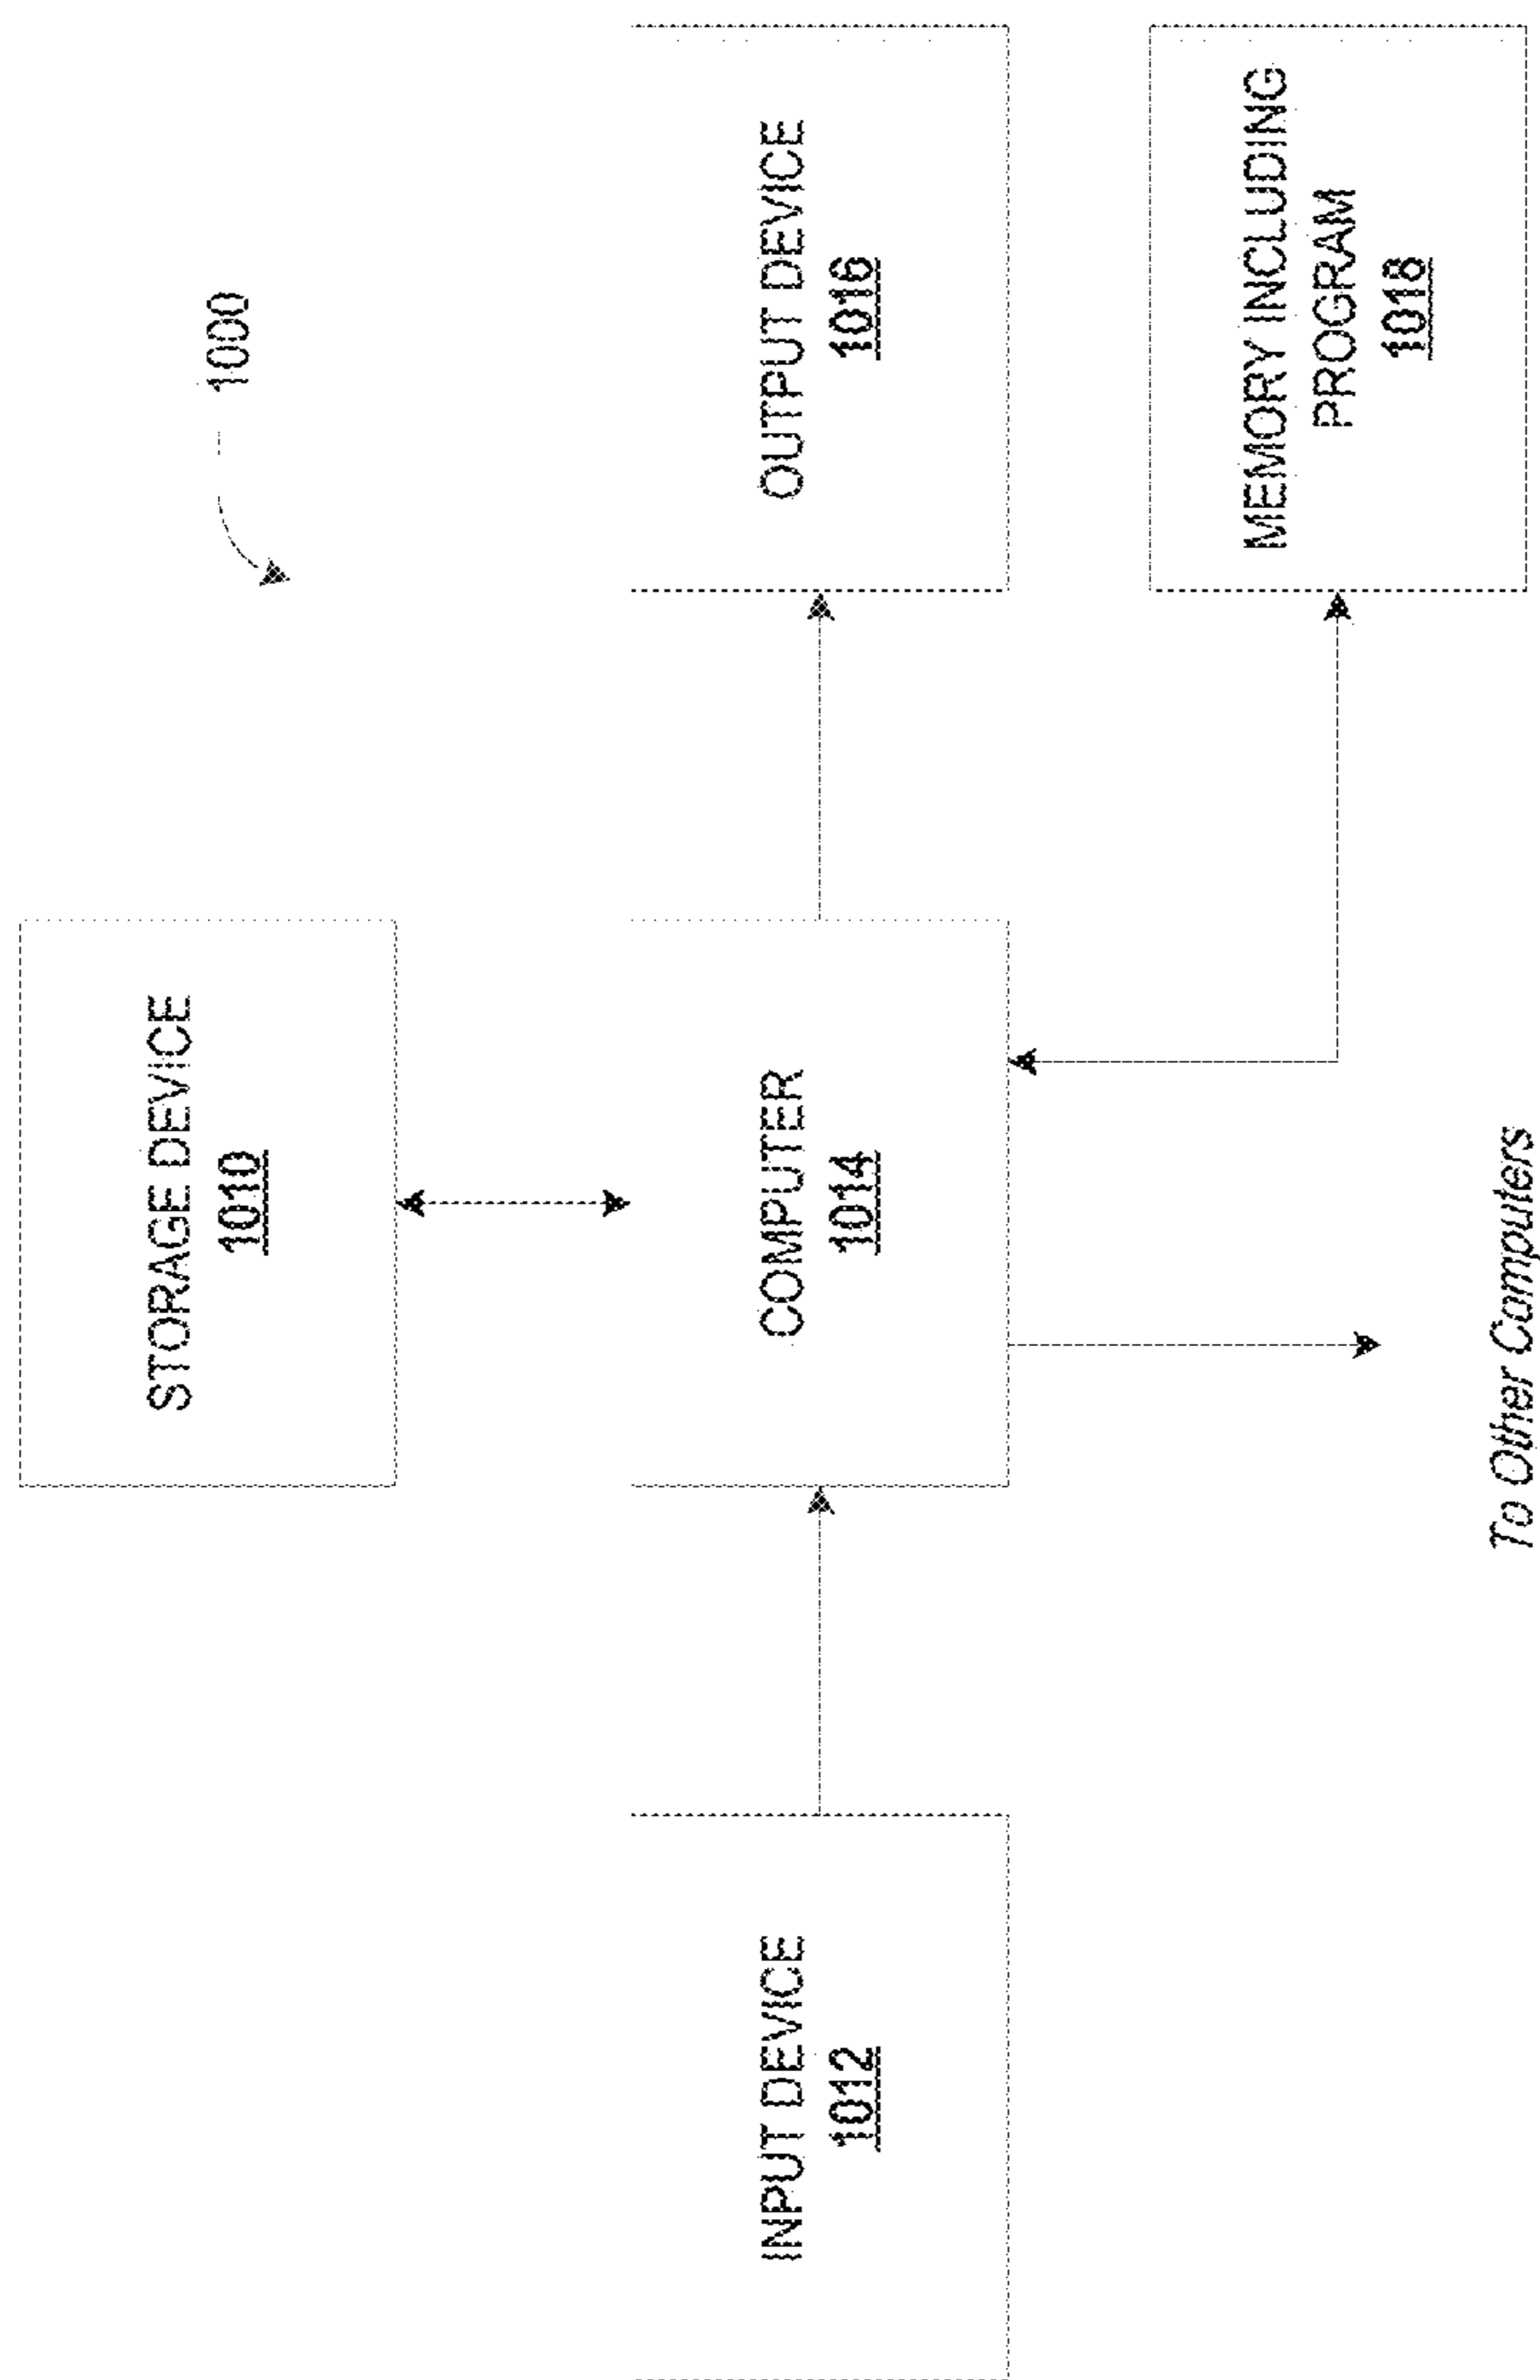 1000
STORAGE DEVICE
1010
INPUT DEVICE
1012
COMPUTER
1014
OUTPUT DEVICE
1016
MEMORY INCLUDING
PROGRAM
1018
To Other Computers